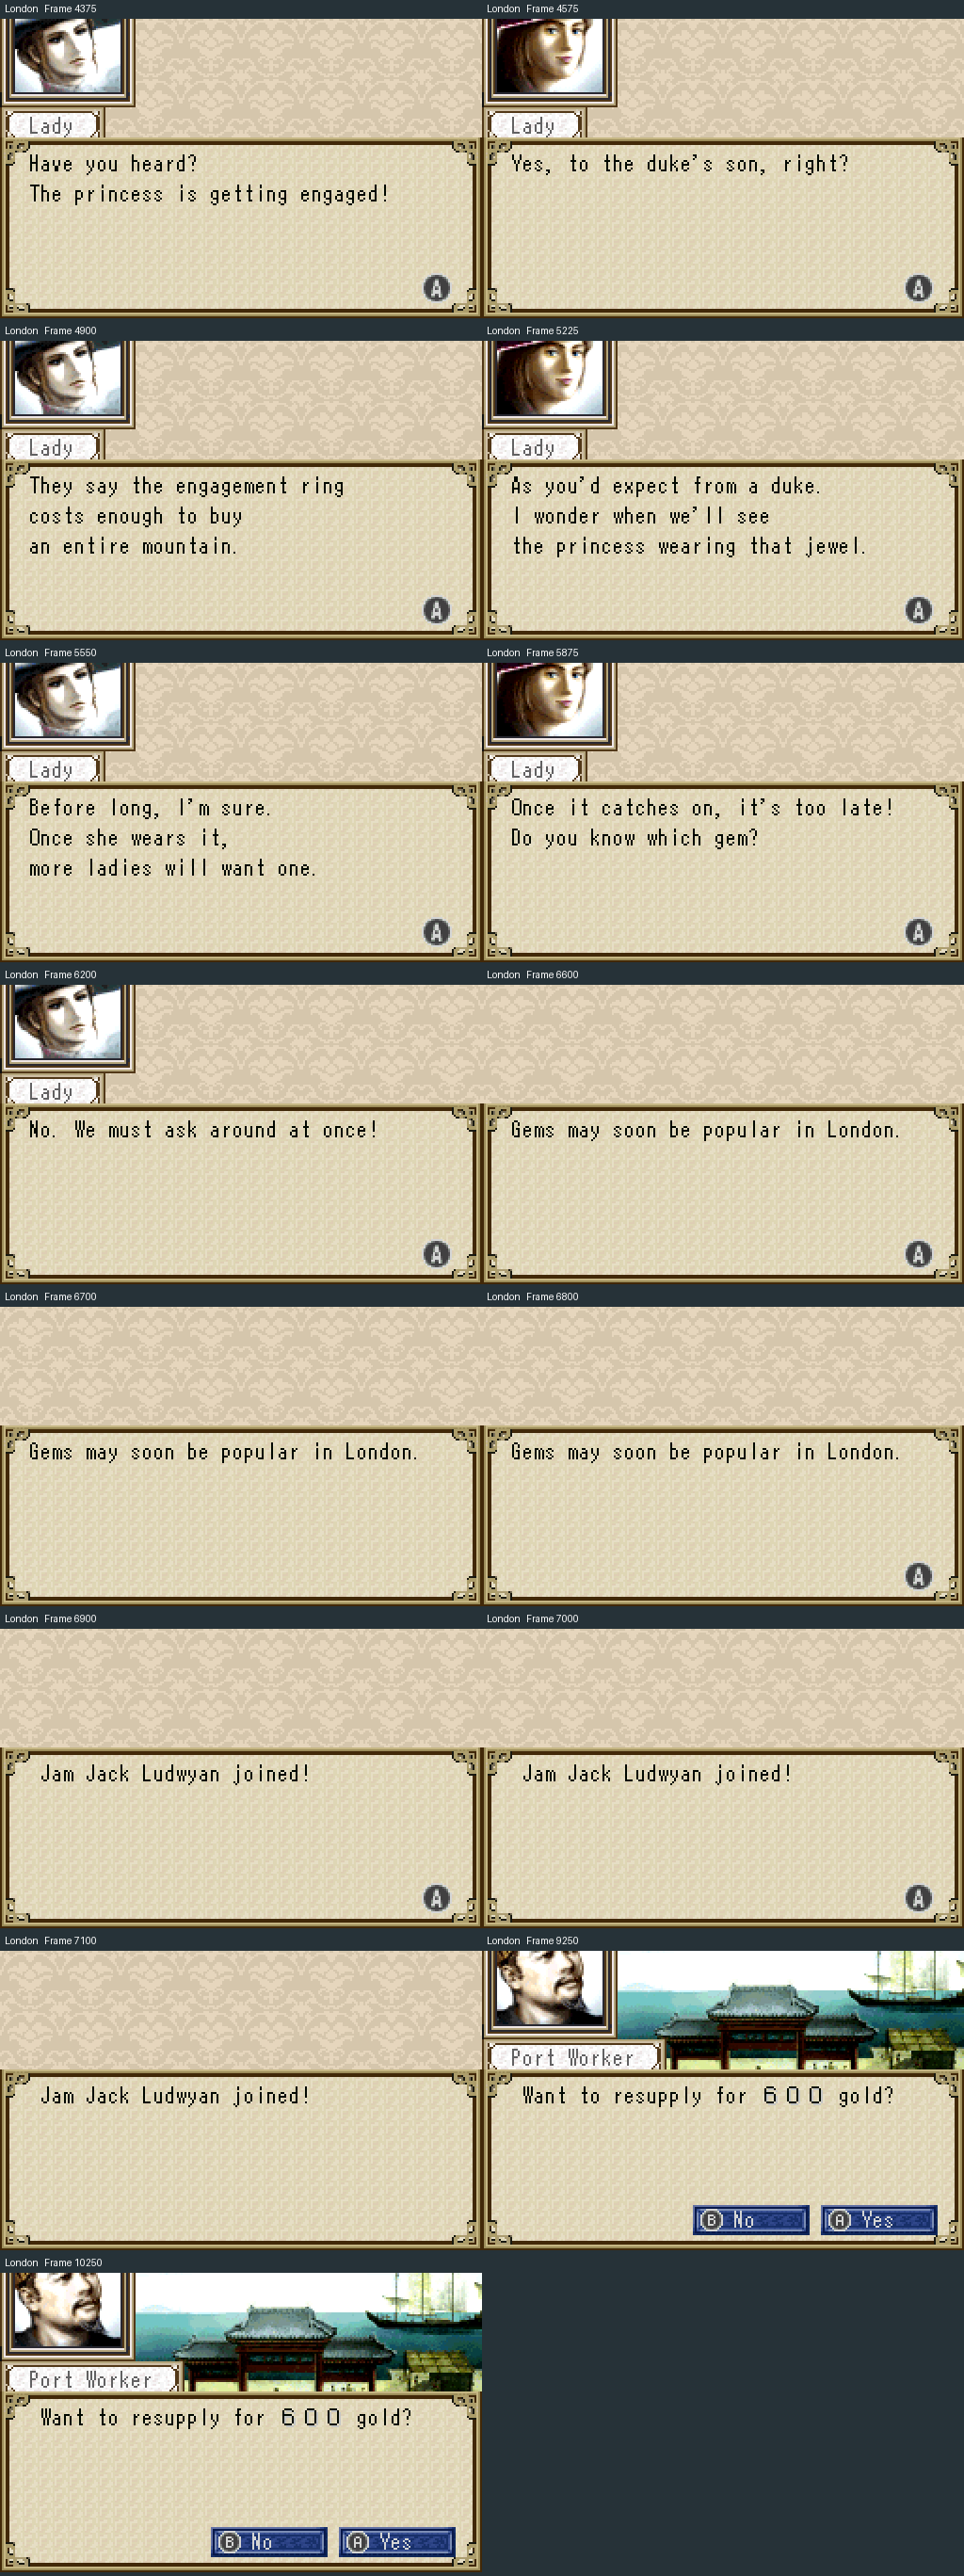 London Frame 4375
Lady
Have you heard?
The princess is getting engaged!
A
London Frame 4575
Lady
Yes, to the duke's son, right?
A
London Frame 4900
Lady
They say the engagement ring
costs enough to buy
an entire mountain.
A
London Frame 5225
Lady
As you'd expect from a duke.
I wonder when we'll see
the princess wearing that jewel.
A
London Frame 5550
Lady
Before long, I'm sure.
Once she wears it,
more ladies will want one.
A
London Frame 5875
Lady
Once it catches on, it's too late!
Do you know which gem?
A
London Frame 6200
Lady
No. We must ask around at once!
A
London Frame 6600
Gems may soon be popular in London.
A
London Frame 6700
Gems may soon be popular in London.
London Frame 6800
Gems may soon be popular in London.
A
London Frame 6900
Jam Jack Ludwyan joined!
A
London Frame 7000
Jam Jack Ludwyan joined!
A
London Frame 7100
Jam Jack Ludwyan joined!
London Frame 9250
Port Worker
Want to resupply for 600 gold?
B No
A Yes
London Frame 10250
Port Worker
Want to resupply for 600 gold?
B No
A Yes